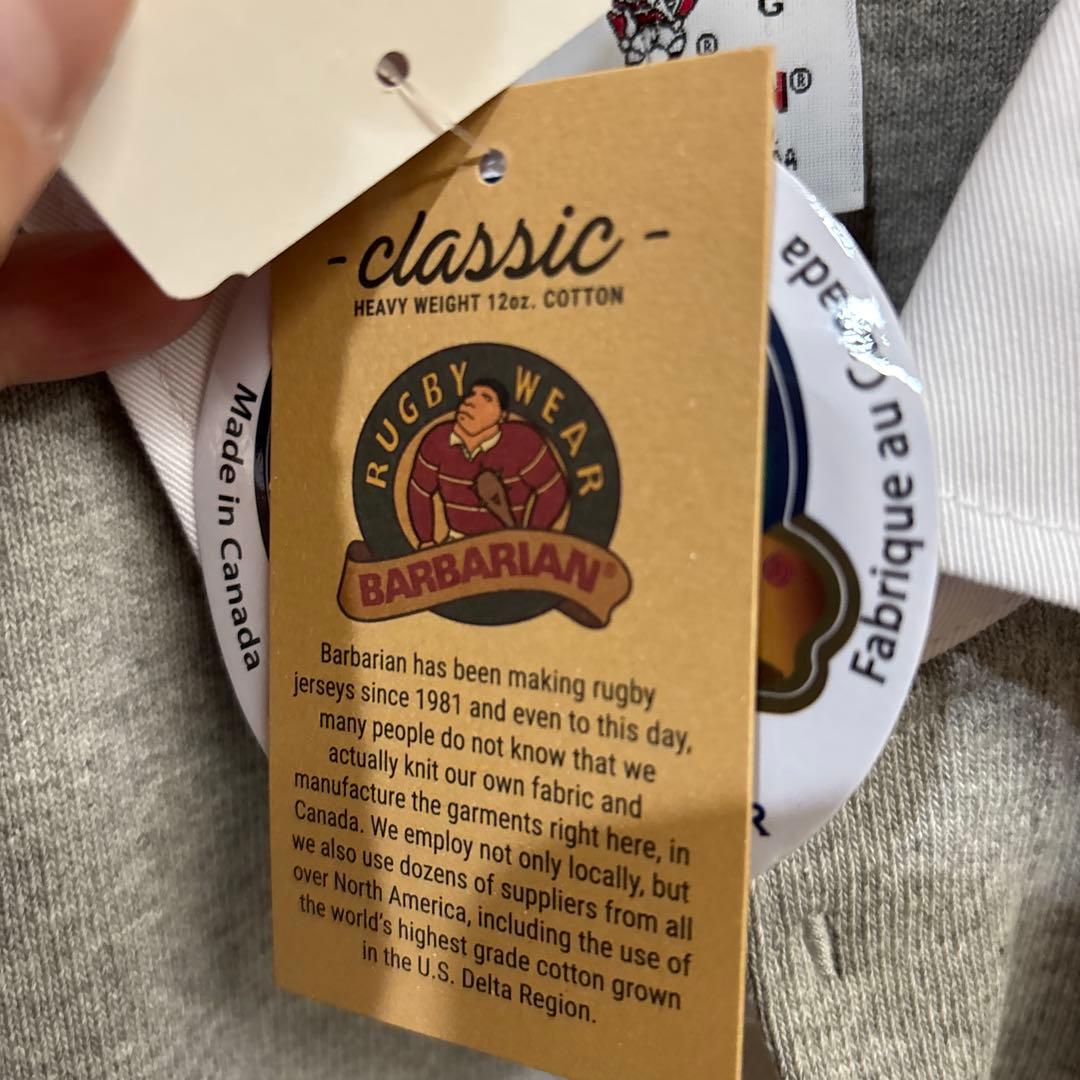 G
®
®
- classic -
HEAVY WEIGHT 12oz. COTTON
RUGBY WEAR
BARBARIAN®
Barbarian has been making rugby
jerseys since 1981 and even to this day,
many people do not know that we
actually knit our own fabric and
manufacture the garments right here, in
Canada. We employ not only locally, but
we also use dozens of suppliers from all
over North America, including the use of
the world's highest grade cotton grown
in the U.S. Delta Region.
Made in Canada
Fabriqué au Canada
R